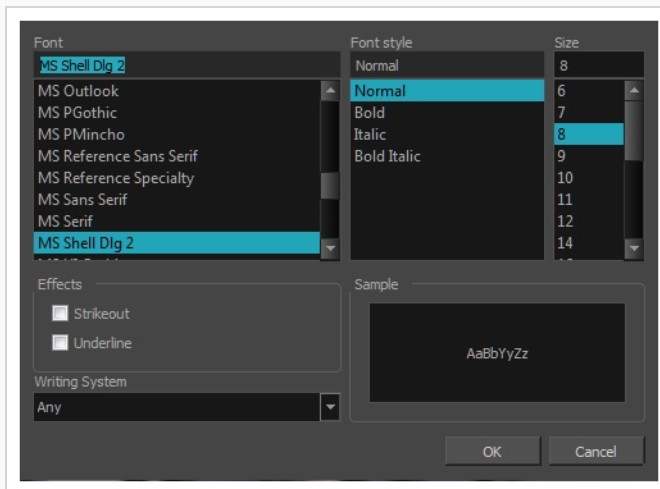 Font
MS Shell Dlg 2
MS Outlook
MS PGothic
MS PMincho
MS Reference Sans Serif
MS Reference Specialty
MS Sans Serif
MS Serif
MS Shell Dlg 2
Font style
Normal
Normal
Bold
Italic
Bold Italic
Size
8
6
7
8
9
10
11
12
14
Effects
Strikeout
Underline
Writing System
Any
Sample
AaBbYyZz
OK
Cancel